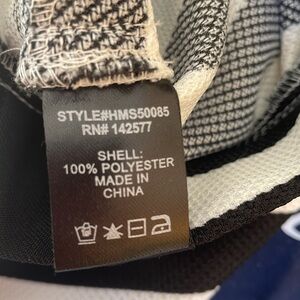 STYLE#HMS50085
RN# 142577
SHELL:
100% POLYESTER
MADE IN
CHINA